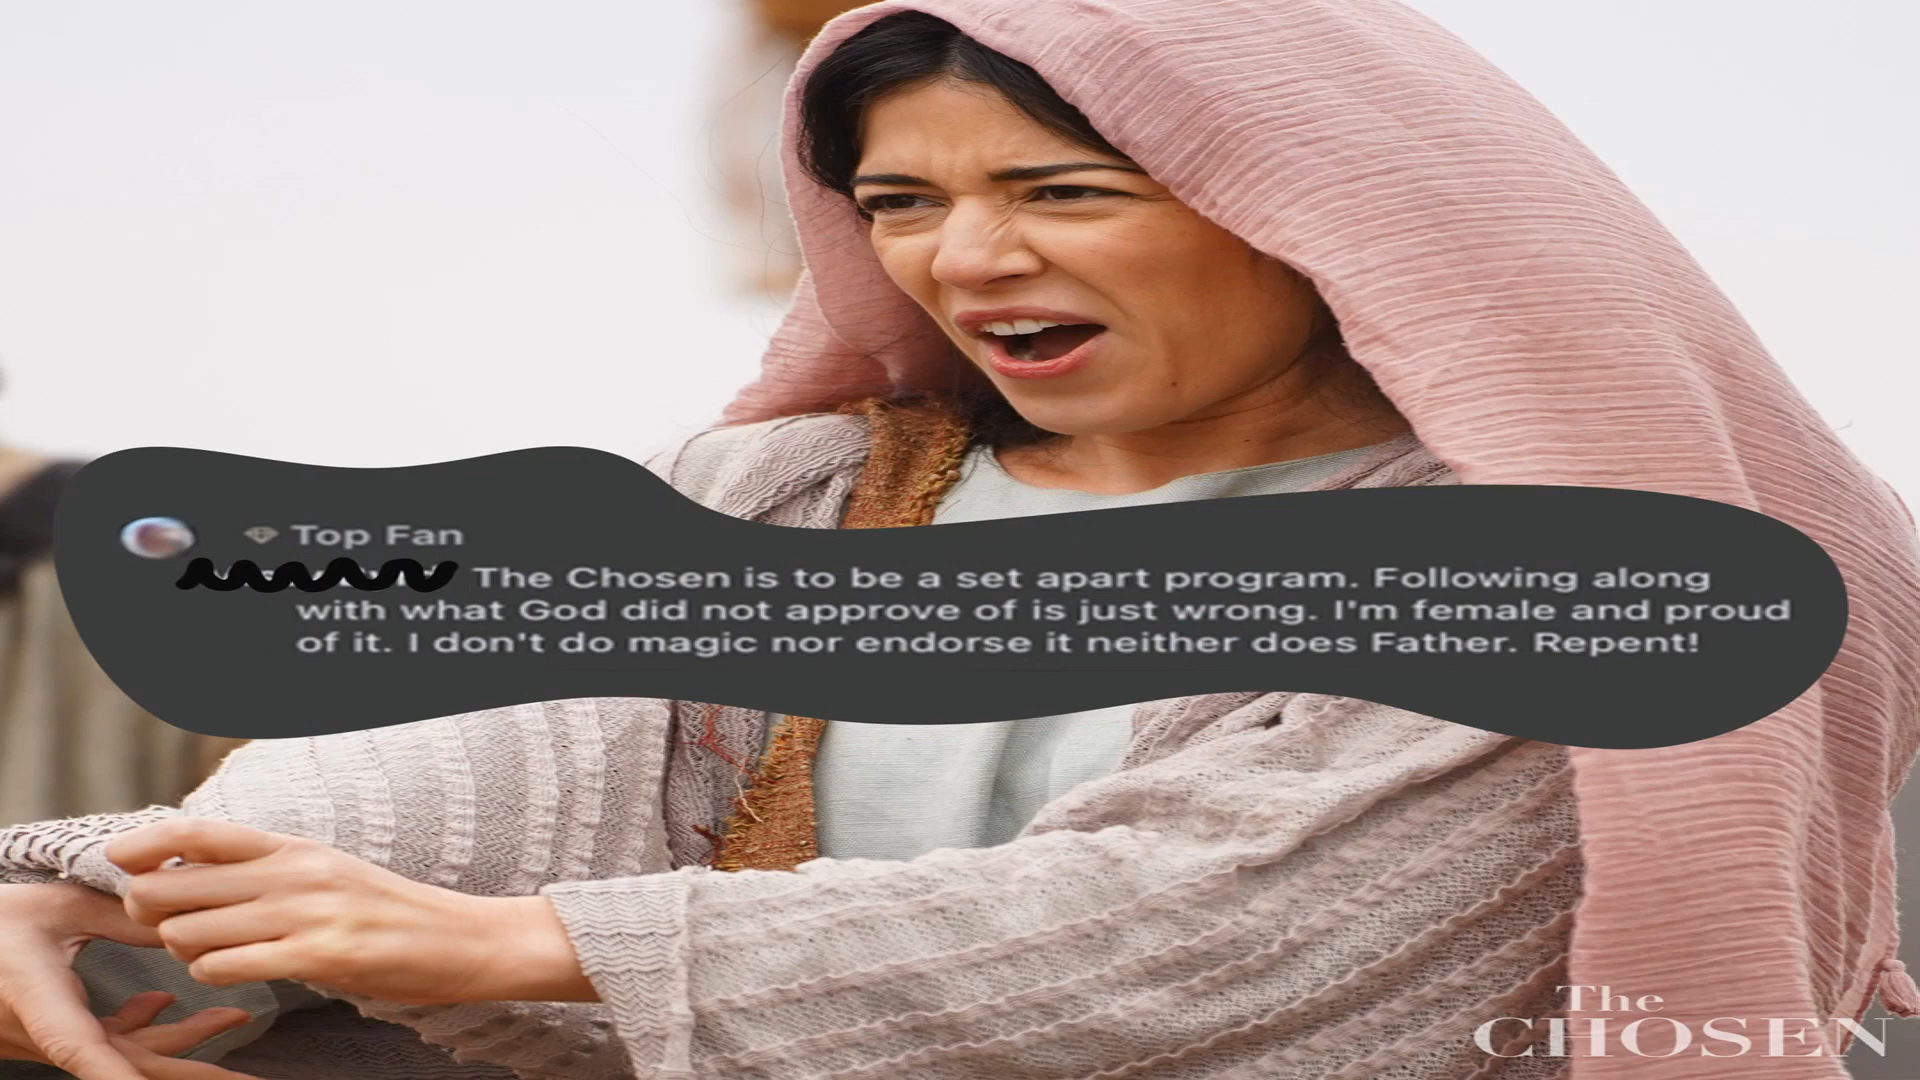 Top Fan
The Chosen is to be a set apart program. Following along
with what God did not approve of is just wrong. I'm female and proud
of it. I don't do magic nor endorse it neither does Father. Repent!
The
CHOSEN